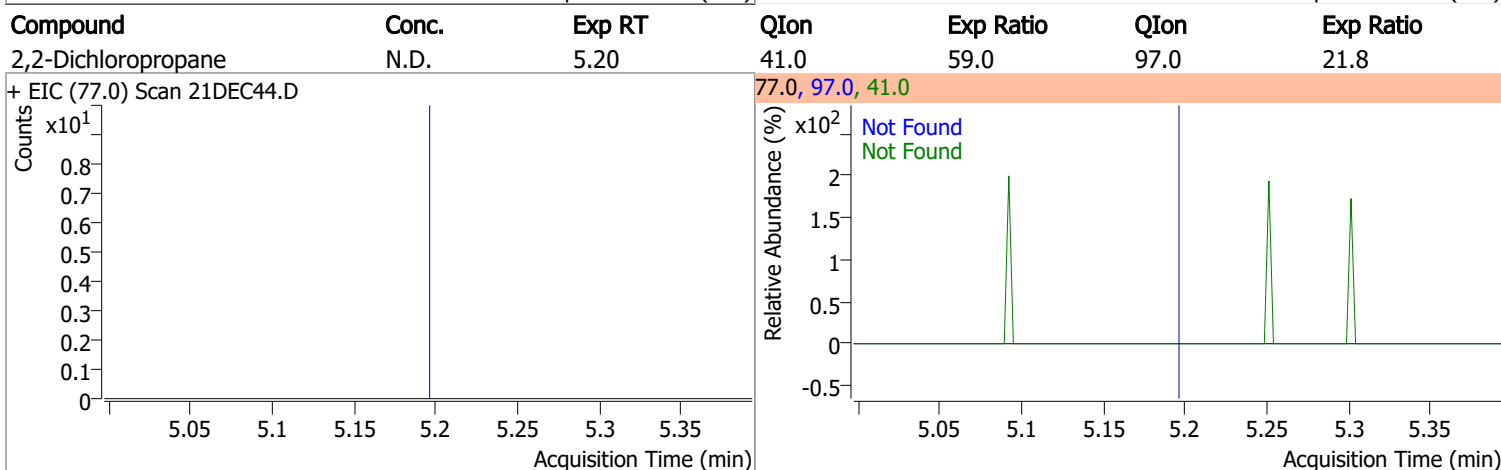 Compound Conc. Exp RT QIon Exp Ratio QIon Exp Ratio
2,2-Dichloropropane N.D. 5.20 41.0 59.0 97.0 21.8
+ EIC (77.0) Scan 21DEC44.D
Counts
x10¹
0.8
0.7
0.6
0.5
0.4
0.3
0.2
0.1
0
5.05 5.1 5.15 5.2 5.25 5.3 5.35
Acquisition Time (min)
77.0, 97.0, 41.0
Relative Abundance (%)
x10²
Not Found
Not Found
2
1.5
1
0.5
0
-0.5
5.05 5.1 5.15 5.2 5.25 5.3 5.35
Acquisition Time (min)